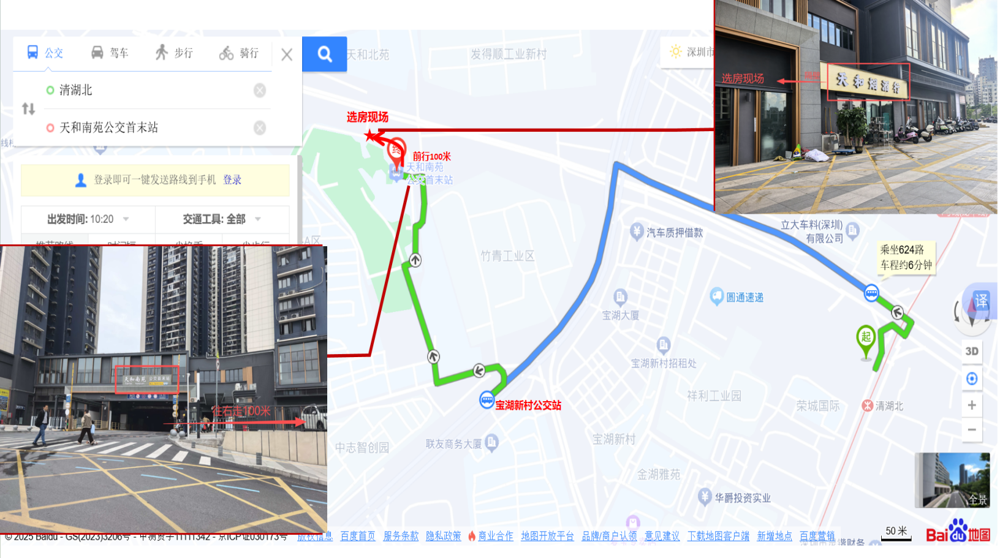 公交
驾车
步行
骑行
清湖北
天和南苑公交首末站
登录即可一键发送路线到手机 登录
出发时间: 10:20
交通工具: 全部
天和北苑
发得顺工业新村
深圳市
选房现场
终
前行100米
天和南苑
公交首末站
A区
竹青工业区
汽车质押借款
立大车料(深圳)
有限公司
乘坐624路
车程约6分钟
圆通速递
宝湖大厦
宝湖新村招租处
起
祥利工业园
荣城国际
清湖北
宝湖新村公交站
中志智创园
联友商务大厦
宝湖新村
金湖雅苑
华爵投资实业
选房现场
天和烟酒行
天和南苑 公交首末站
往右走100米
译
3D
全景
50 米
Bai du 地图
© 2025 Baidu - GS(2023)3206号 - 甲测资字11111342 - 京ICP证030173号 - 版权信息 百度首页 服务条款 隐私政策 商业合作 地图开放平台 品牌/商户认领 意见建议 下载地图客户端 新增地点 百度营销